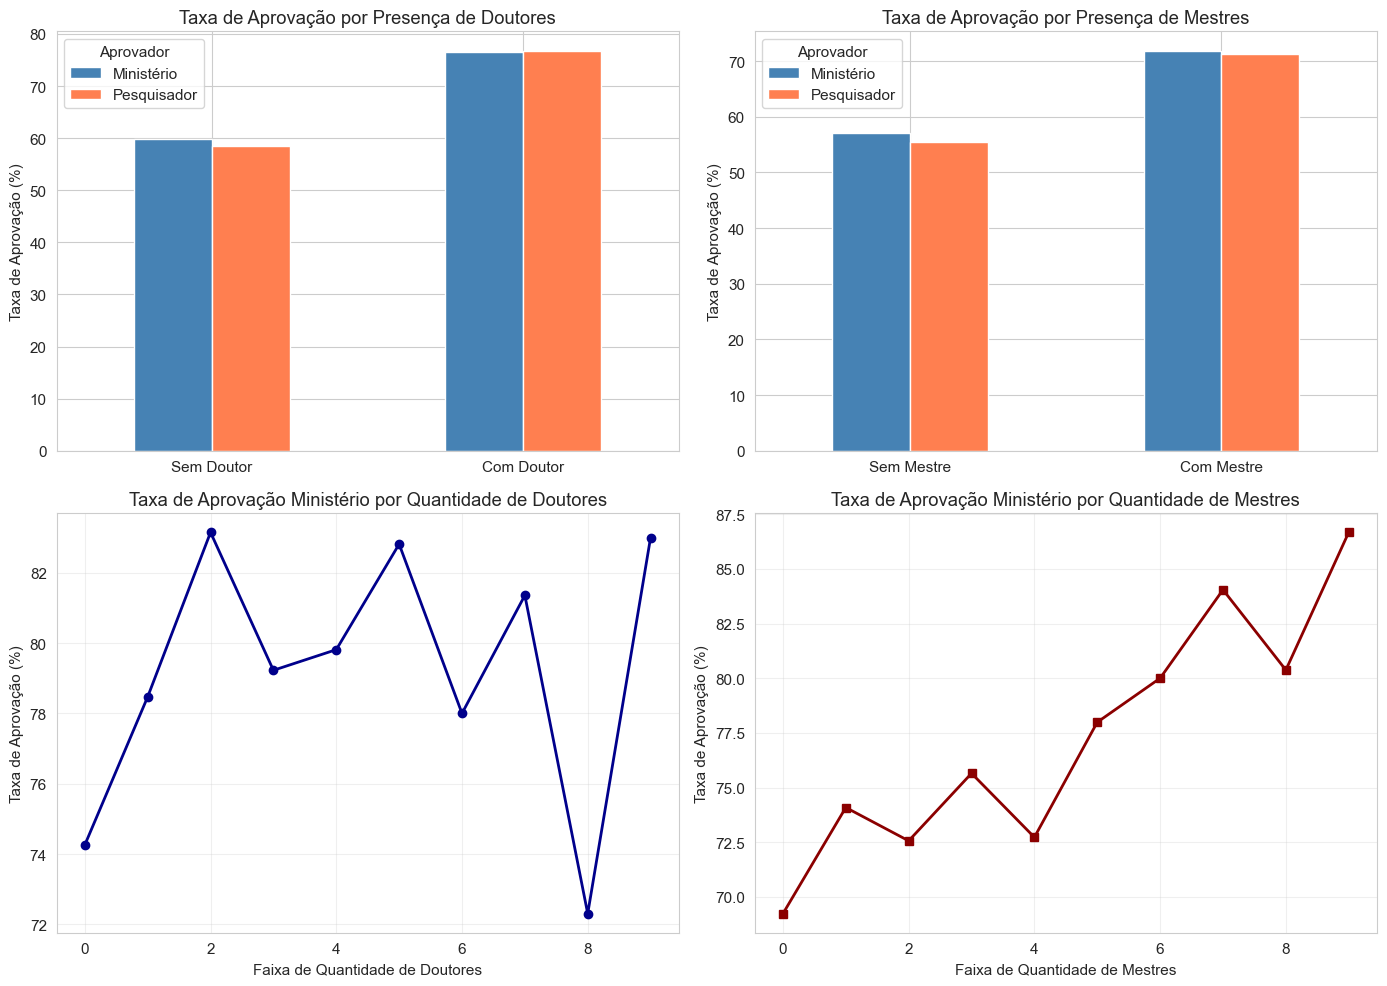 Taxa de Aprovação por Presença de Doutores
Taxa de Aprovação (%)
80
70
60
50
40
30
20
10
0
Aprovador
Ministério
Pesquisador
Sem Doutor
Com Doutor
Taxa de Aprovação por Presença de Mestres
Taxa de Aprovação (%)
70
60
50
40
30
20
10
0
Aprovador
Ministério
Pesquisador
Sem Mestre
Com Mestre
Taxa de Aprovação Ministério por Quantidade de Doutores
Taxa de Aprovação (%)
82
80
78
76
74
72
0
2
4
6
8
Faixa de Quantidade de Doutores
Taxa de Aprovação Ministério por Quantidade de Mestres
Taxa de Aprovação (%)
87.5
85.0
82.5
80.0
77.5
75.0
72.5
70.0
0
2
4
6
8
Faixa de Quantidade de Mestres